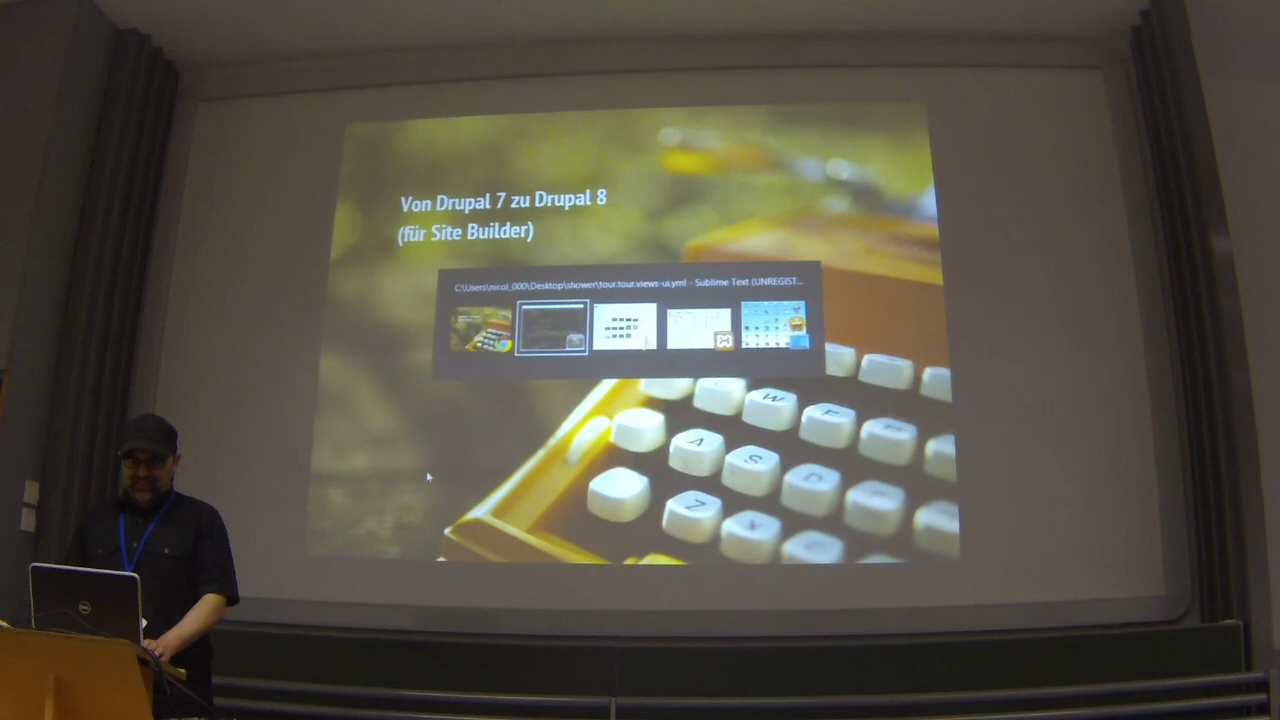 Von Drupal 7 zu Drupal 8
(für Site Builder)
C:\Users\nicol_000\Desktop\shower\tour.tour.views-ui.yml - Sublime Text (UNREGIST...
W
A
S
D
Z
X
DELL